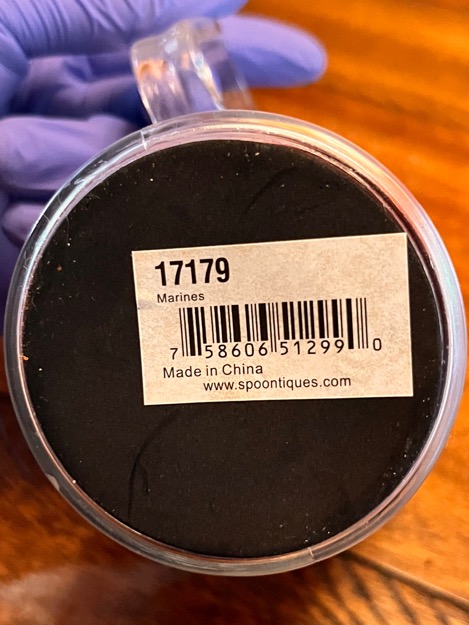 17179
Marines
7 58606 51299 0
Made in China
www.spoontiques.com